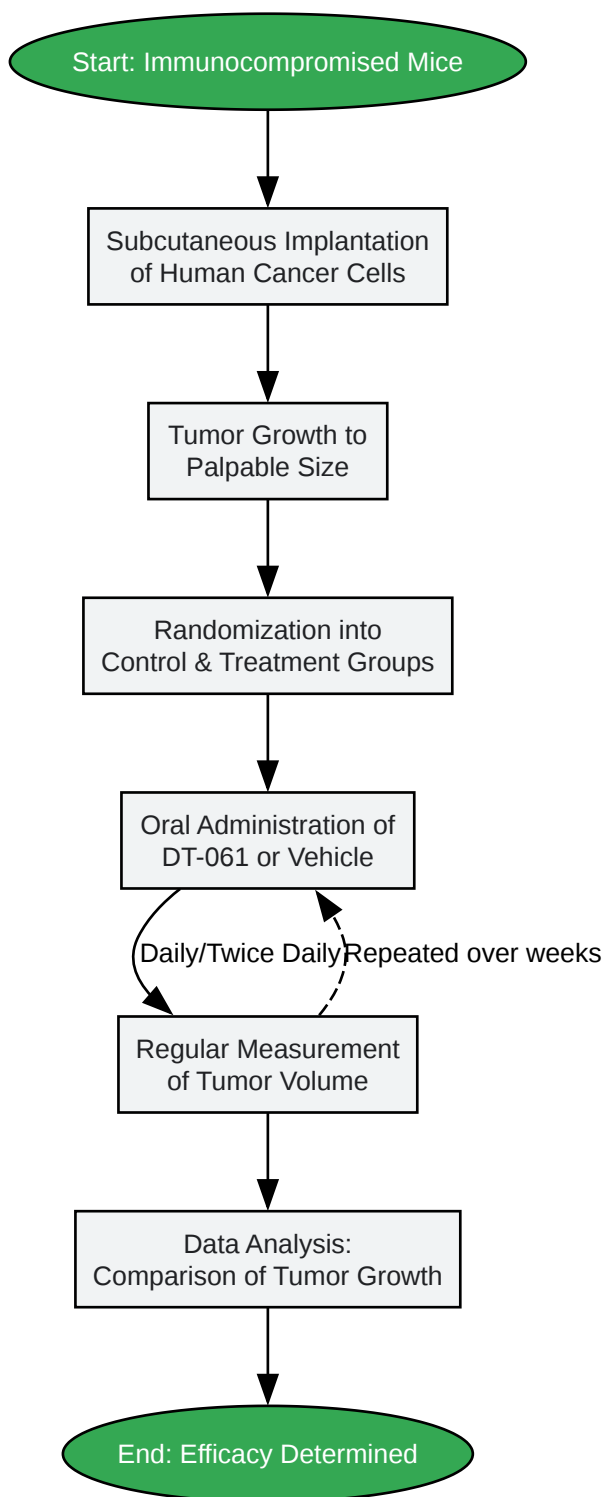 Start: Immunocompromised Mice
Subcutaneous Implantation
of Human Cancer Cells
Tumor Growth to
Palpable Size
Randomization into
Control & Treatment Groups
Oral Administration of
DT-061 or Vehicle
Daily/Twice Daily
Repeated over weeks
Regular Measurement
of Tumor Volume
Data Analysis:
Comparison of Tumor Growth
End: Efficacy Determined